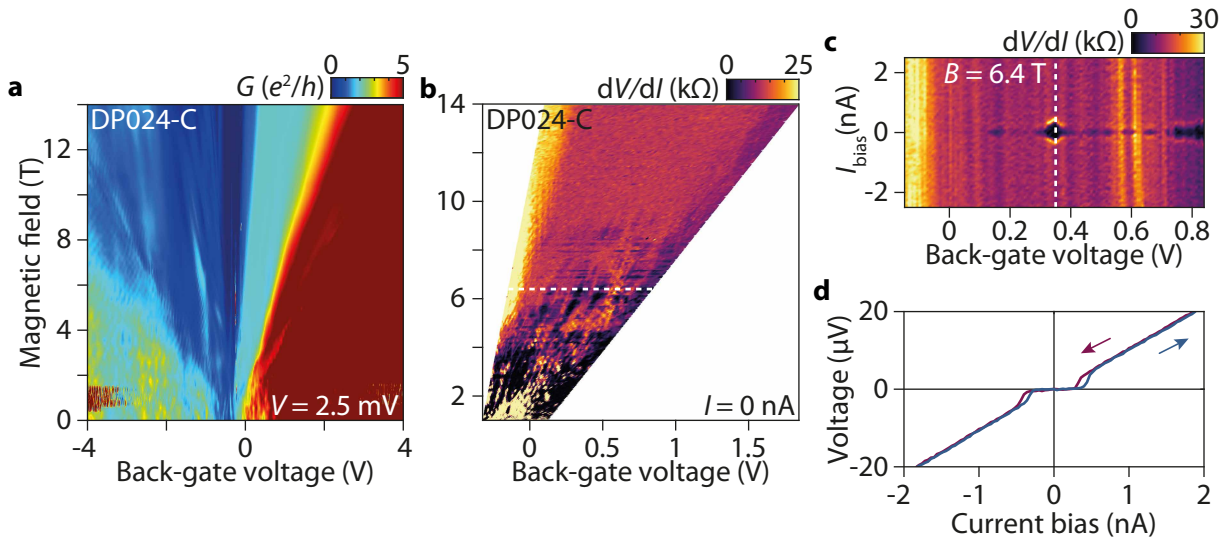 a
G (e²/h)
0 5
DP024-C
V = 2.5 mV
Magnetic field (T)
12
8
4
0
-4 0 4
Back-gate voltage (V)
b
dV/dI (kΩ)
0 25
DP024-C
I = 0 nA
14
10
6
2
0 0.5 1 1.5
Back-gate voltage (V)
c
dV/dI (kΩ)
0 30
B = 6.4 T
I bias (nA)
2
0
-2
0 0.2 0.4 0.6 0.8
Back-gate voltage (V)
d
Voltage (μV)
20
0
-20
-2 -1 0 1 2
Current bias (nA)